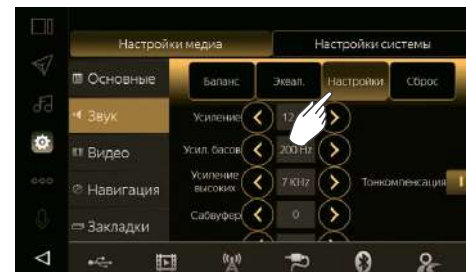 Настройки медиа Настройки системы
Основные Баланс Эквал. Настройки Сброс
Звук Усиление 12
Видео Усил. басов 200 Hz
Усиление высоких 7 KHz Тонкомпенсация
Навигация
Сабвуфер 0
Закладки